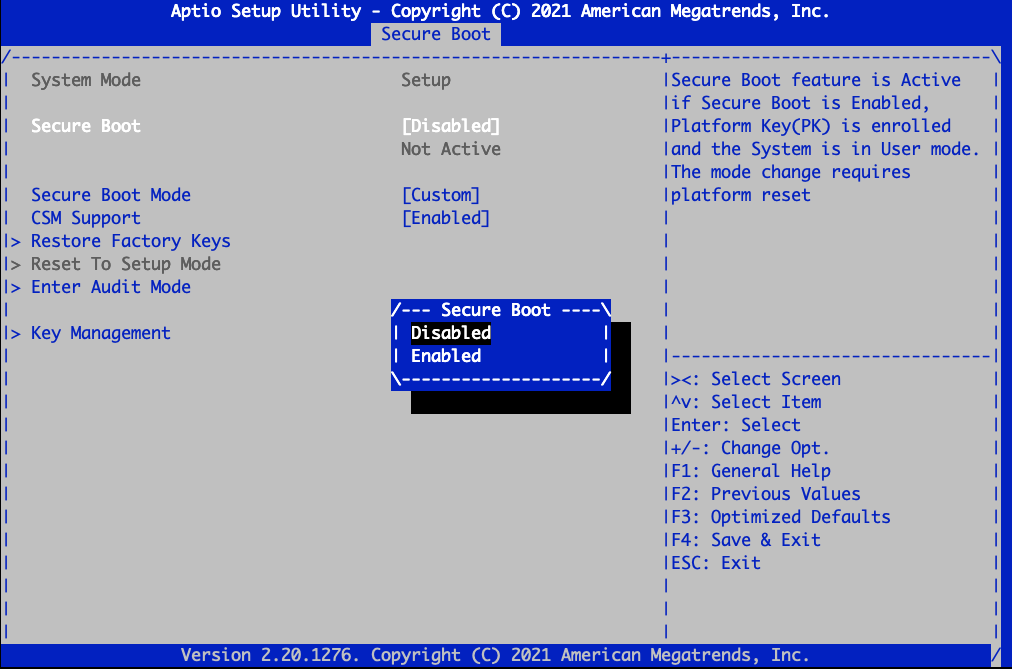 Aptio Setup Utility - Copyright (C) 2021 American Megatrends, Inc.
Secure Boot
System Mode Setup
Secure Boot [Disabled]
Not Active
Secure Boot Mode [Custom]
CSM Support [Enabled]
> Restore Factory Keys
> Reset To Setup Mode
> Enter Audit Mode
> Key Management
/--- Secure Boot ----\
Disabled
Enabled
Secure Boot feature is Active
if Secure Boot is Enabled,
Platform Key(PK) is enrolled
and the System is in User mode.
The mode change requires
platform reset
><: Select Screen
^v: Select Item
Enter: Select
+/-: Change Opt.
F1: General Help
F2: Previous Values
F3: Optimized Defaults
F4: Save & Exit
ESC: Exit
Version 2.20.1276. Copyright (C) 2021 American Megatrends, Inc.